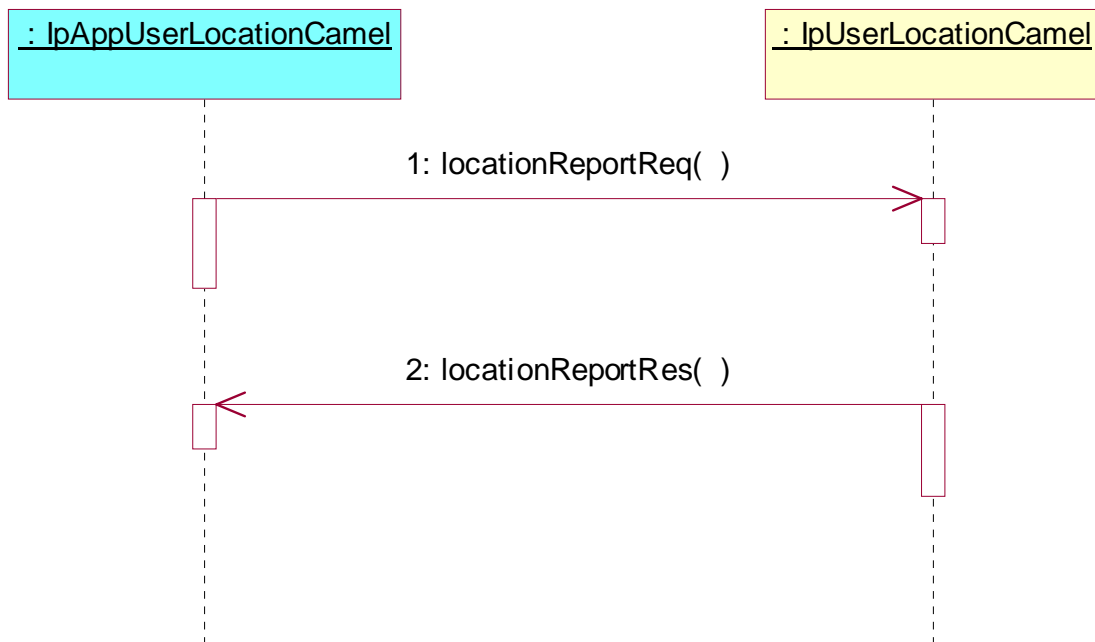 : IpAppUserLocationCamel
: IpUserLocationCamel
1: locationReportReq( )
2: locationReportRes( )